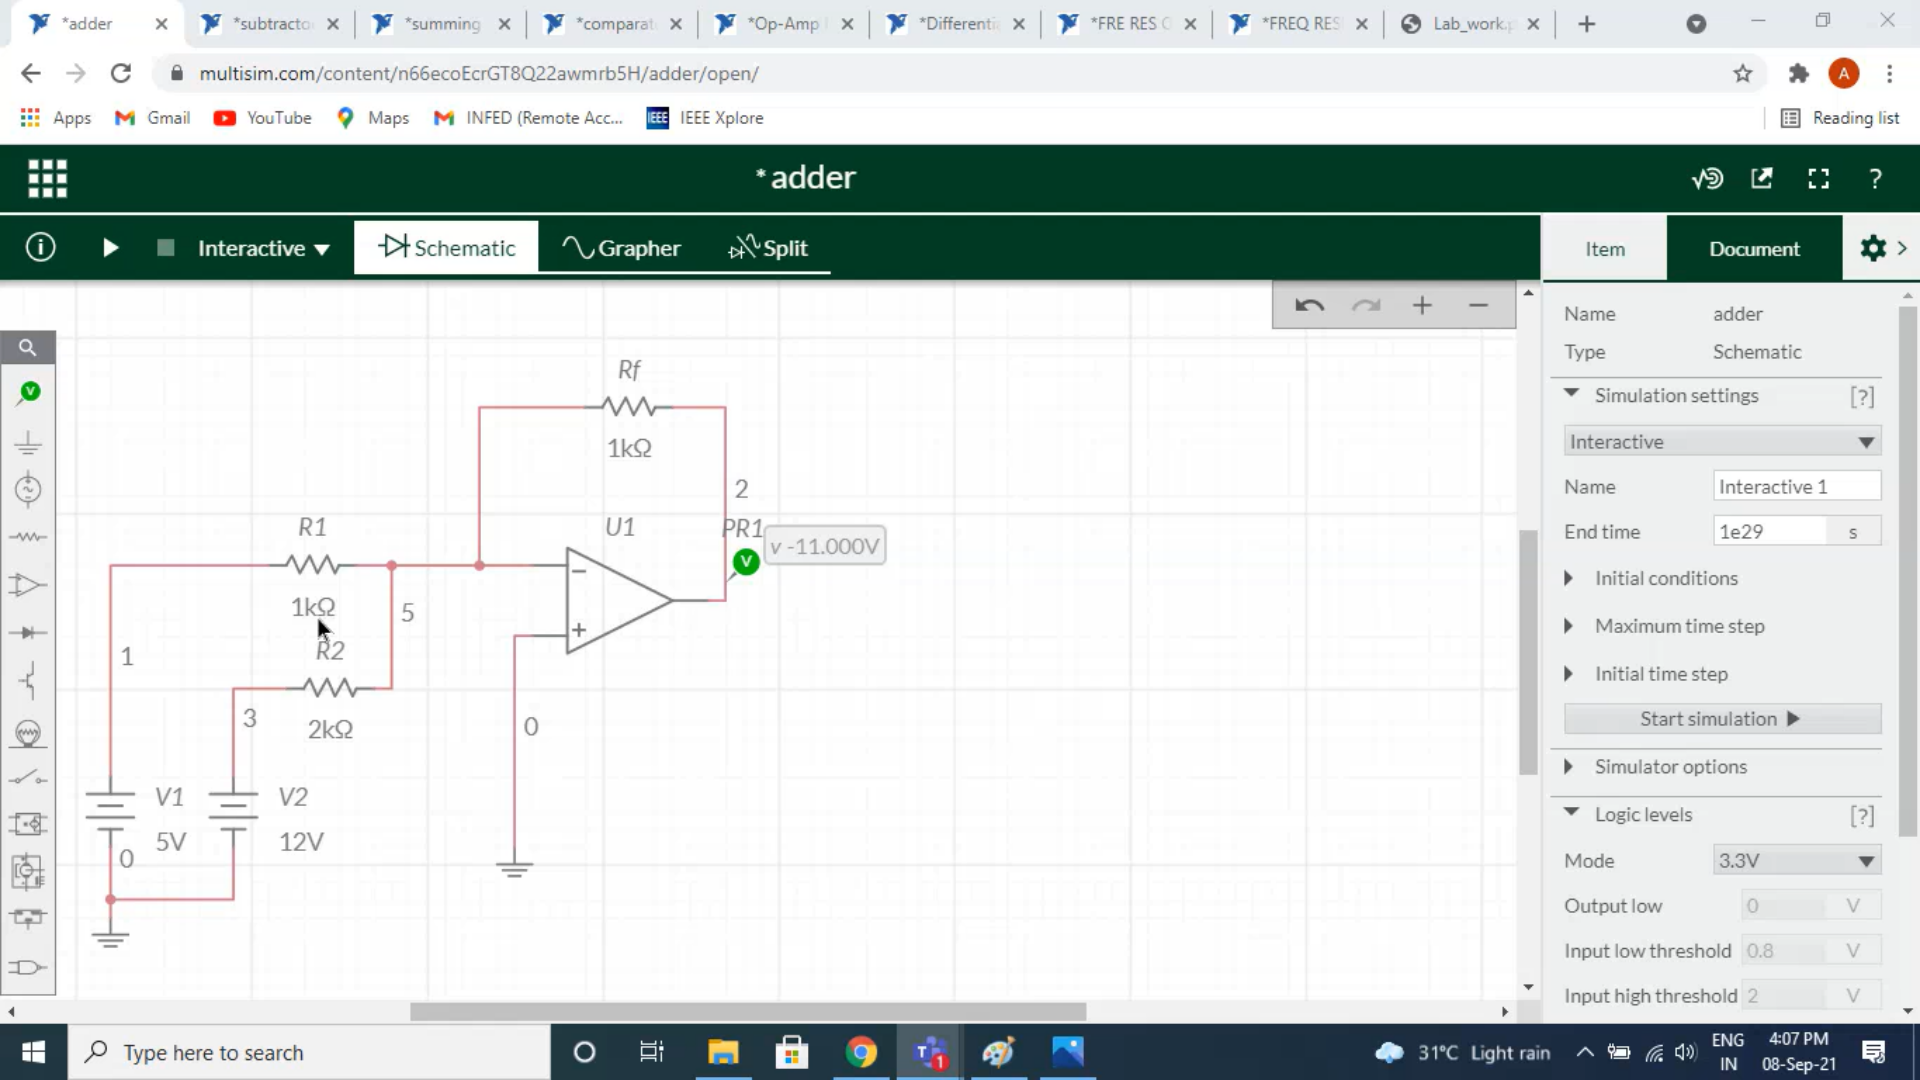 *adder
*subtracto
*summing
*comparat
*Op-Amp
*Differenti
*FRE RES O
*FREQ RES
Lab_work.p
multisim.com/content/n66ecoEcrGT8Q22awmrb5H/adder/open/
A
Apps
Gmail
YouTube
Maps
INFED (Remote Acc...
IEEE
IEEE Xplore
Reading list
*adder
?
Interactive
Schematic
Grapher
Split
Item
Document
Name adder
Type Schematic
Simulation settings [?]
Interactive
Name Interactive 1
End time 1e29 s
Initial conditions
Maximum time step
Initial time step
Start simulation
Simulator options
Logic levels [?]
Mode 3.3V
Output low 0 V
Input low threshold 0.8 V
Input high threshold 2 V
V
Rf
1kΩ
2
R1
U1
PR1
V
v -11.000V
1kΩ
5
R2
1
3
2kΩ
0
V1
5V
V2
12V
0
Type here to search
1
31°C Light rain
ENG
IN
4:07 PM
08-Sep-21